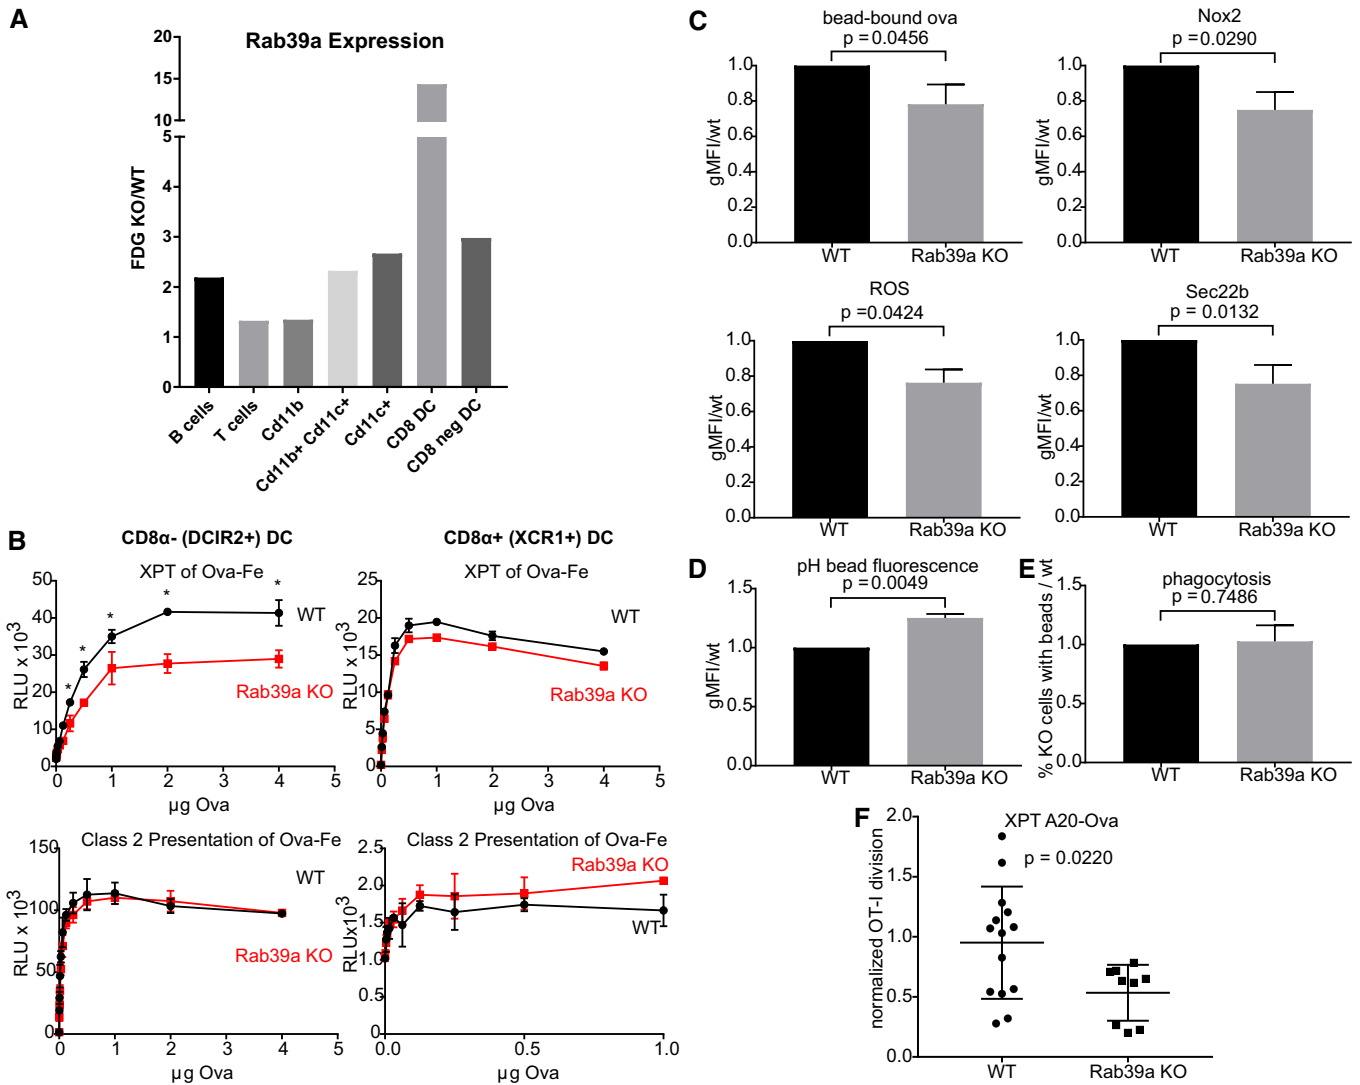 A
Rab39a Expression
FDG KO/WT
20
15
10
5
4
3
2
1
0
B cells
T cells
Cd11b
Cd11b+ Cd11c+
Cd11c+
CD8 DC
CD8 neg DC
B
CD8α- (DCIR2+) DC
XPT of Ova-Fe
RLU x 10³
50
40
30
20
10
0
* * * * *
WT
Rab39a KO
0 1 2 3 4 5
µg Ova
CD8α+ (XCR1+) DC
XPT of Ova-Fe
RLU x 10³
25
20
15
10
5
0
WT
Rab39a KO
0 1 2 3 4 5
µg Ova
Class 2 Presentation of Ova-Fe
RLU x 10³
150
100
50
0
WT
Rab39a KO
0 1 2 3 4 5
µg Ova
Class 2 Presentation of Ova-Fe
RLUx10³
2.5
2.0
1.5
1.0
0.5
0
Rab39a KO
WT
0.0 0.5 1.0
µg Ova
C
bead-bound ova
p =0.0456
gMFI/wt
1.0
0.8
0.6
0.4
0.2
0.0
WT Rab39a KO
Nox2
p =0.0290
gMFI/wt
1.0
0.8
0.6
0.4
0.2
0.0
WT Rab39a KO
ROS
p =0.0424
gMFI/wt
1.0
0.8
0.6
0.4
0.2
0.0
WT Rab39a KO
Sec22b
p = 0.0132
gMFI/wt
1.0
0.8
0.6
0.4
0.2
0.0
WT Rab39a KO
D
pH bead fluorescence
p =0.0049
gMFI/wt
1.5
1.0
0.5
0.0
WT Rab39a KO
E
phagocytosis
p =0.7486
% KO cells with beads / wt
1.5
1.0
0.5
0.0
WT Rab39a KO
F
XPT A20-Ova
p = 0.0220
normalized OT-I division
2.0
1.5
1.0
0.5
0.0
WT Rab39a KO